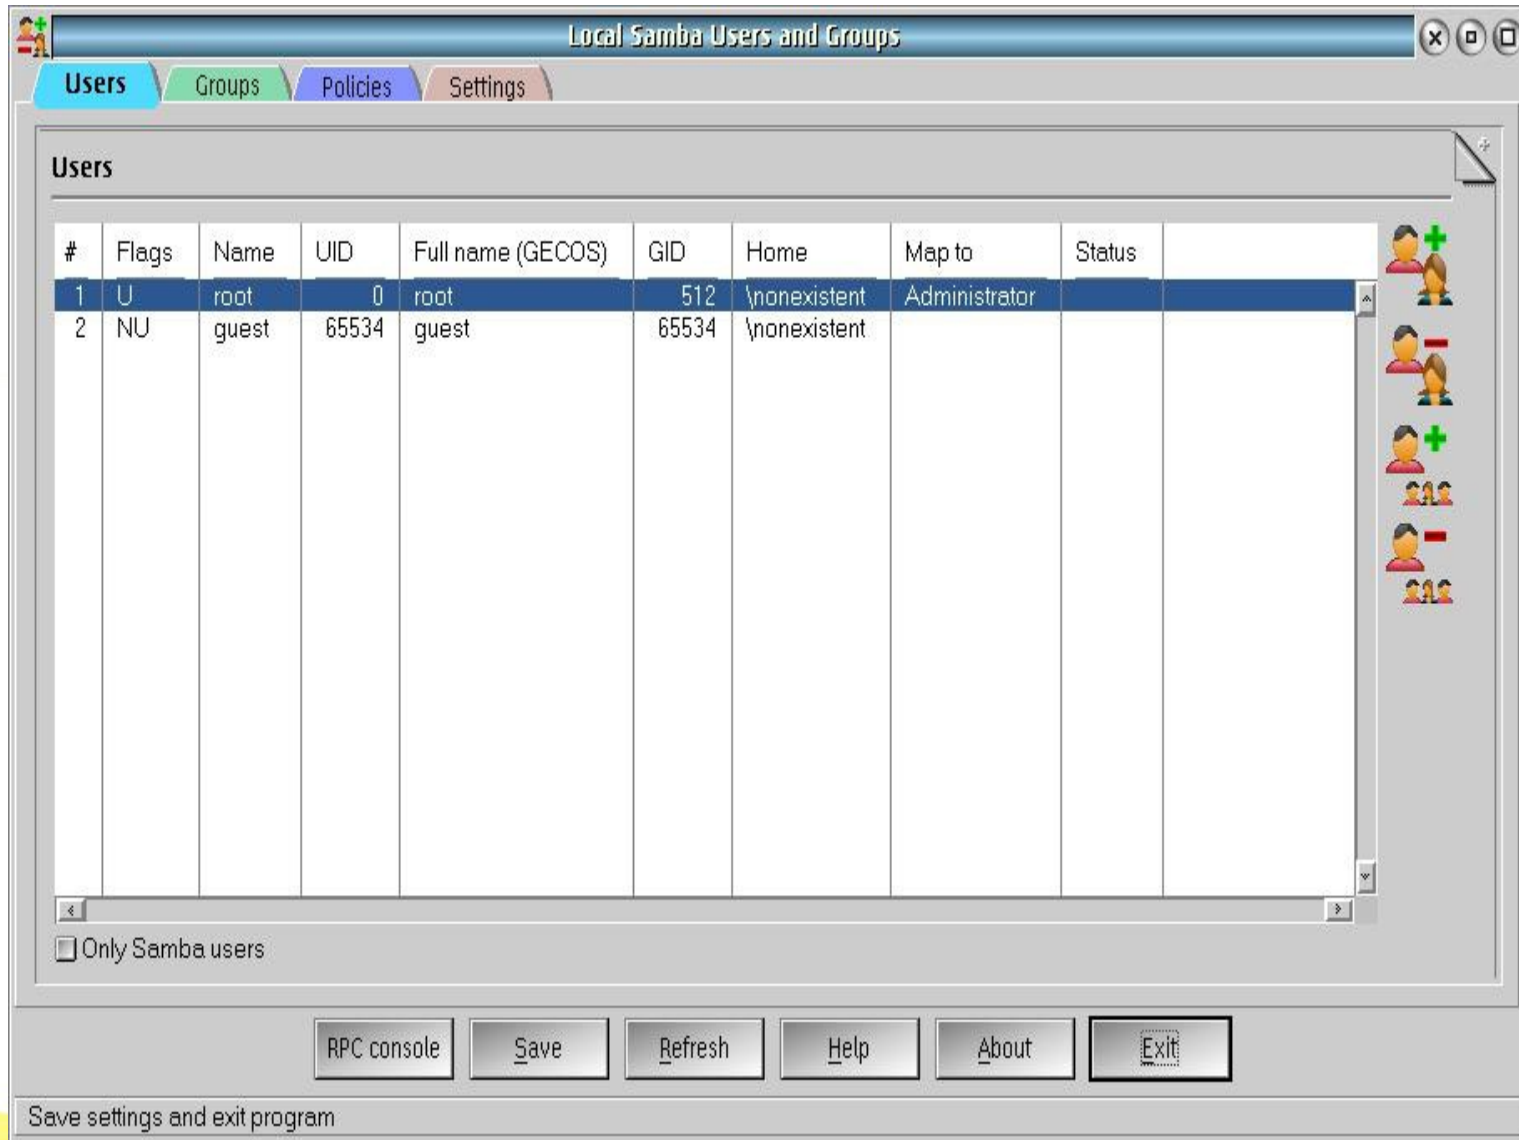 Local Samba Users and Groups
Users Groups Policies Settings
Users
# Flags Name UID Full name (GECOS) GID Home Map to Status
1 U root 0 root 512 \nonexistent Administrator
2 NU guest 65534 guest 65534 \nonexistent
Only Samba users
RPC console Save Refresh Help About Exit
Save settings and exit program